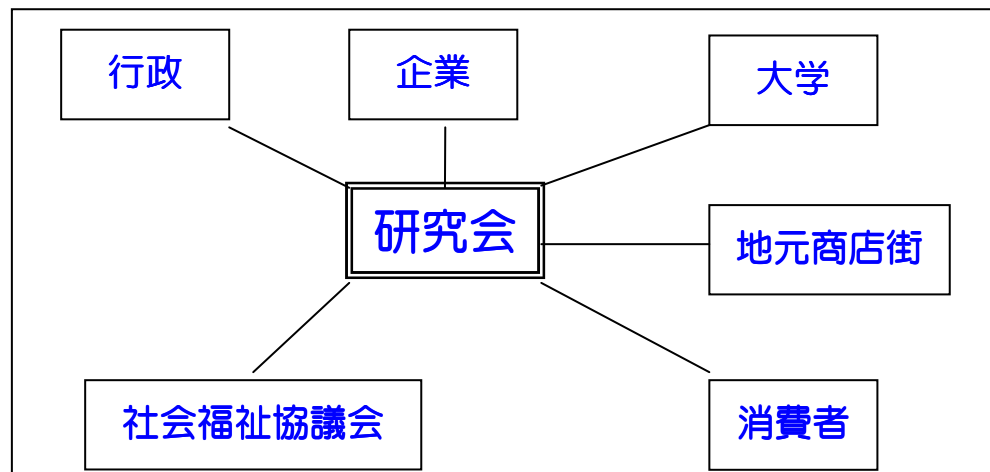 行政
企業
大学
研究会
地元商店街
社会福祉協議会
消費者